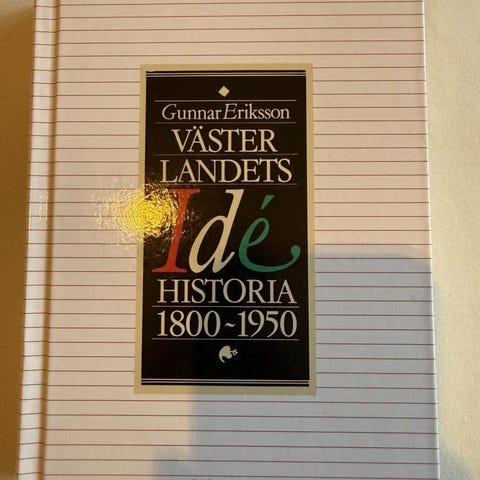 Gunnar Eriksson
VÄSTER
LANDETS
Idé
HISTORIA
1800~1950